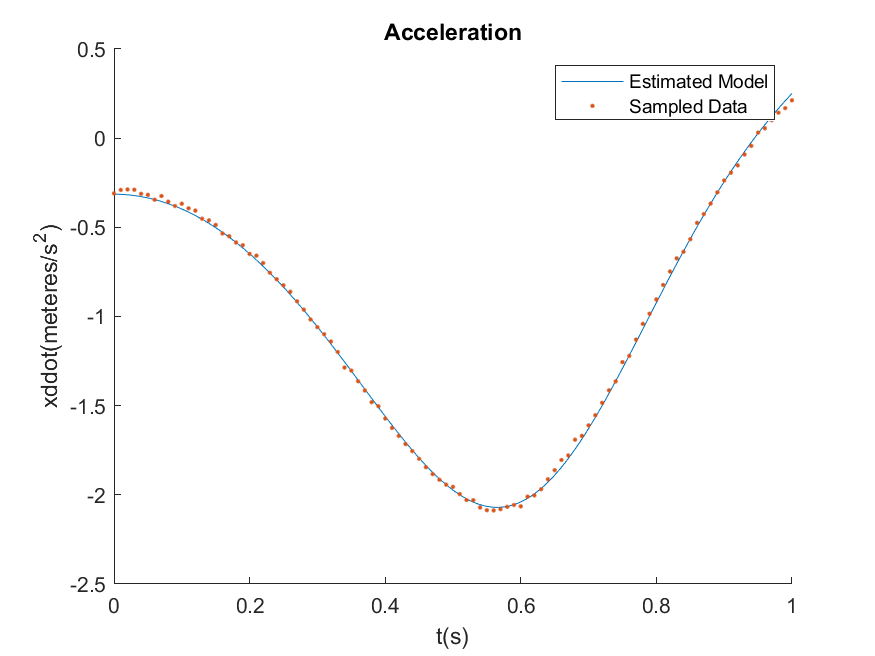 Acceleration
0.5
Estimated Model
Sampled Data
0
-0.5
-1
-1.5
-2
-2.5
xddot(meteres/s²)
0 0.2 0.4 0.6 0.8 1
t(s)